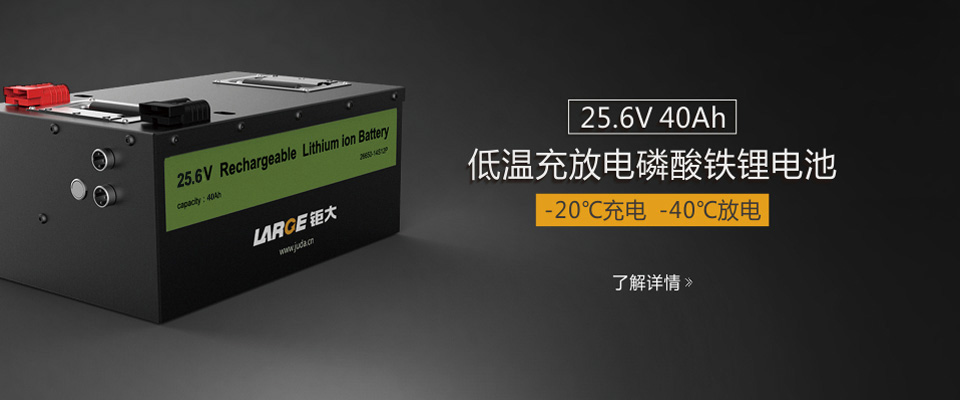 25.6V Rechargeable Lithium ion Battery
26650-14S12P
capacity：40Ah
LARGE 钜大
www.juda.cn
25.6V 40Ah
低温充放电磷酸铁锂电池
-20℃充电 -40℃放电
了解详情》